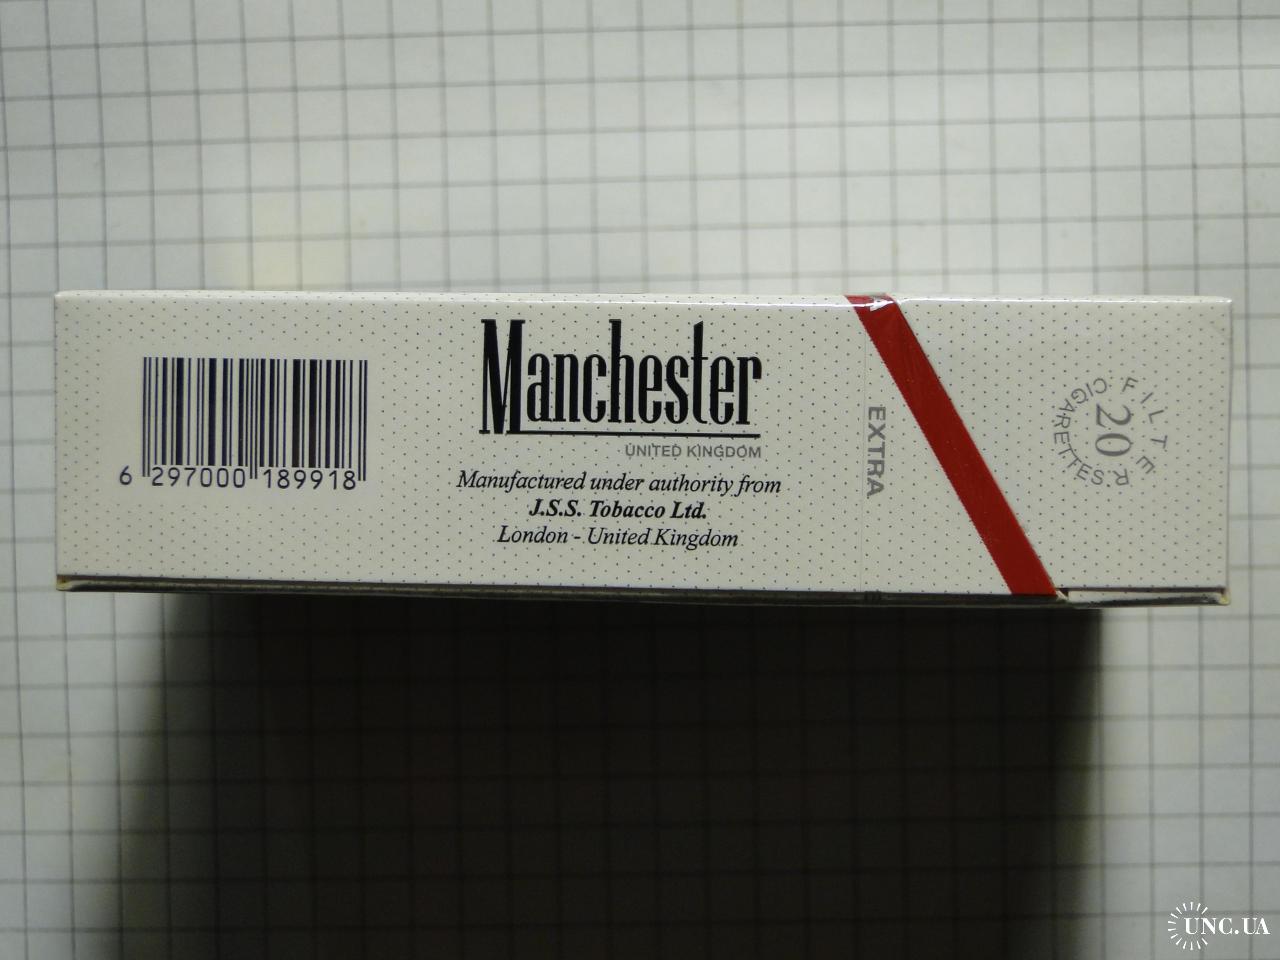 Manchester
UNITED KINGDOM
Manufactured under authority from
J.S.S. Tobacco Ltd.
London - United Kingdom
6 297000 189918
EXTRA
FILTER CIGARETTES
20
UNC.UA